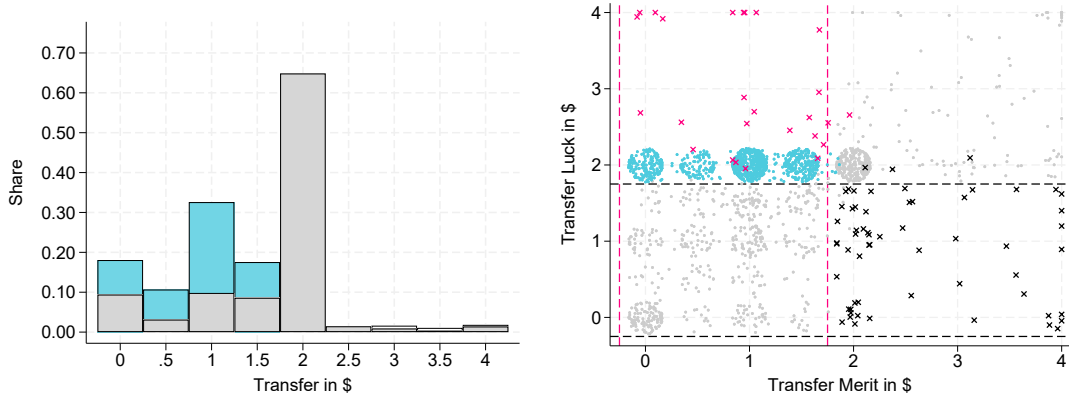 Share
0.70
0.60
0.50
0.40
0.30
0.20
0.10
0.00
0 .5 1 1.5 2 2.5 3 3.5 4
Transfer in $
Transfer Luck in $
4
3
2
1
0
0 1 2 3 4
Transfer Merit in $